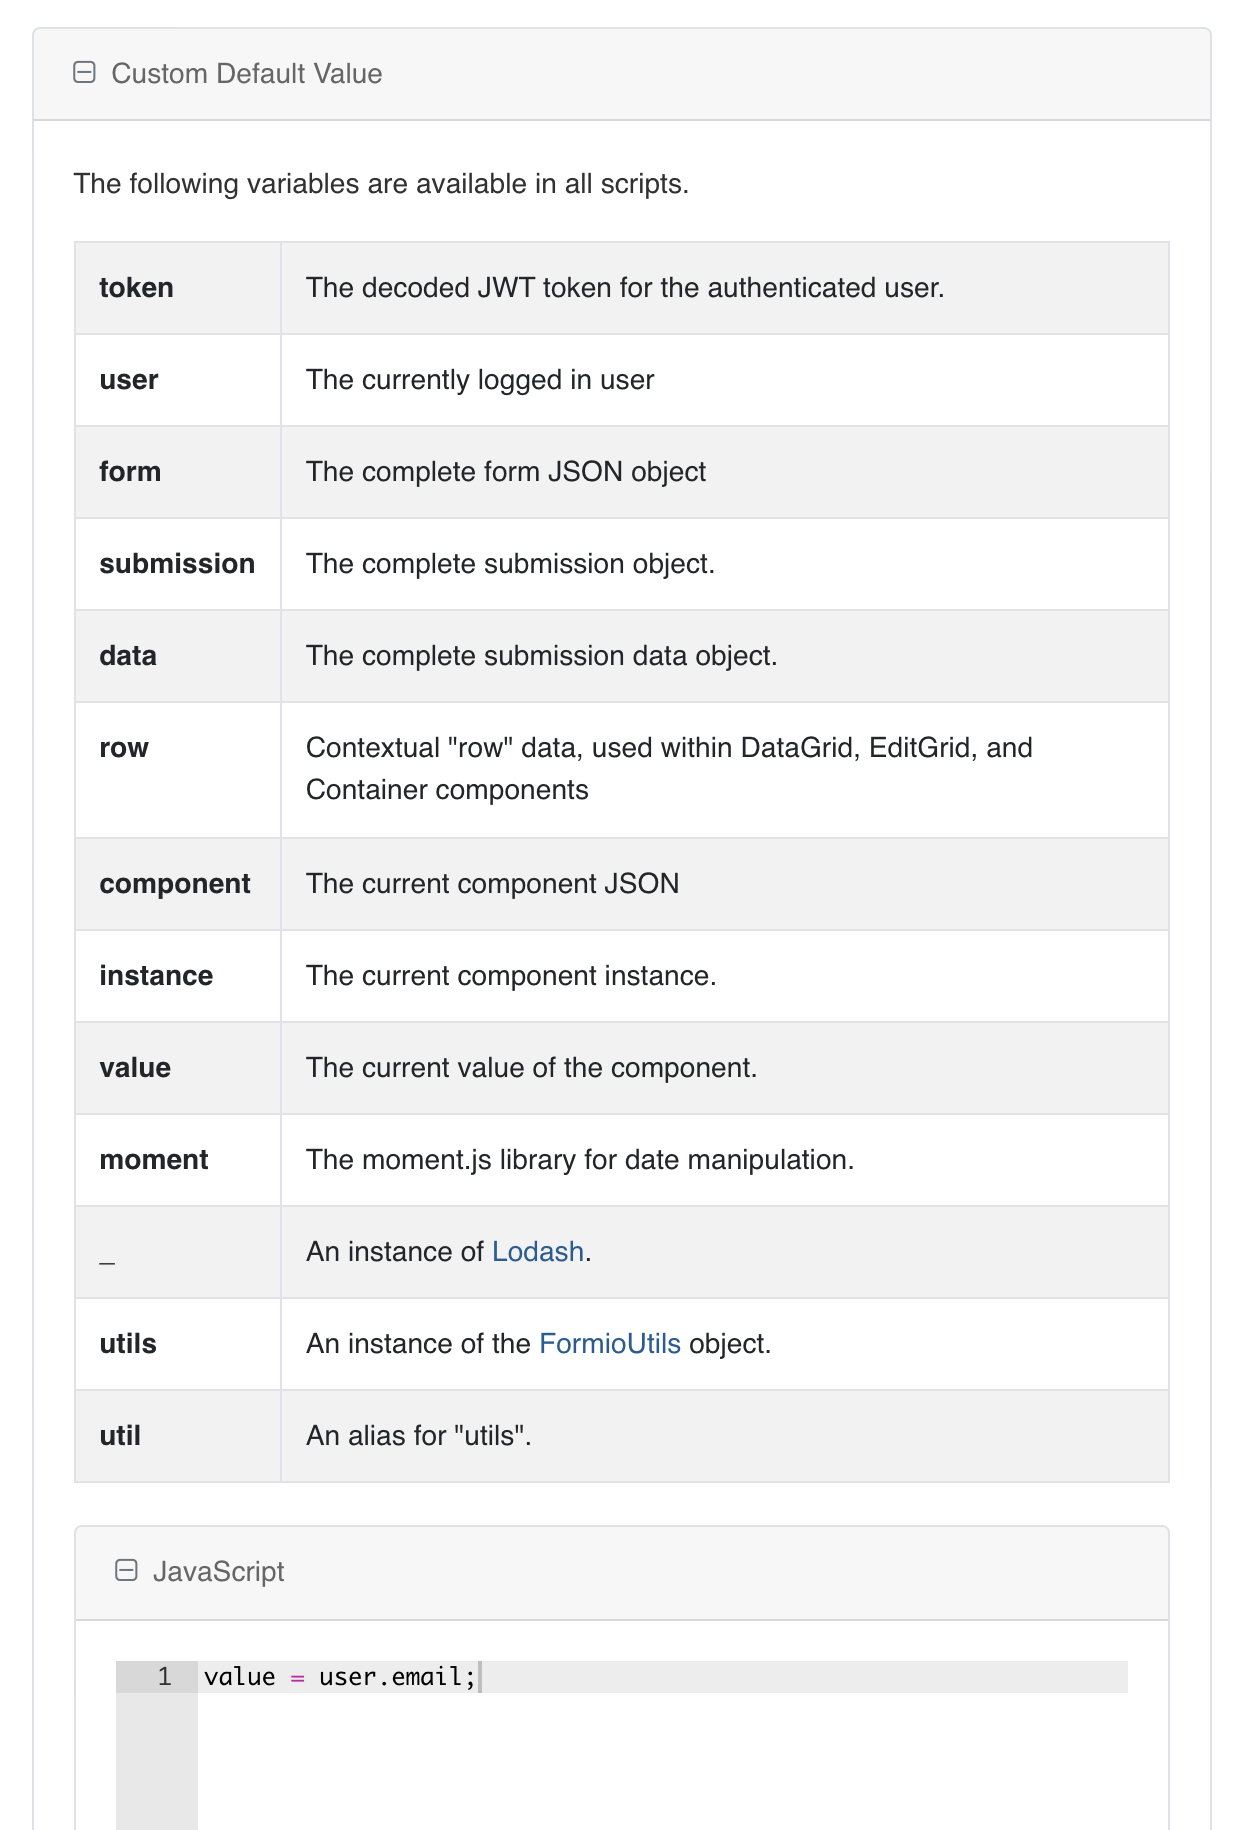 Custom Default Value
The following variables are available in all scripts.
token The decoded JWT token for the authenticated user.
user The currently logged in user
form The complete form JSON object
submission The complete submission object.
data The complete submission data object.
row Contextual "row" data, used within DataGrid, EditGrid, and
Container components
component The current component JSON
instance The current component instance.
value The current value of the component.
moment The moment.js library for date manipulation.
_ An instance of Lodash.
utils An instance of the FormioUtils object.
util An alias for "utils".
JavaScript
1 value = user.email;